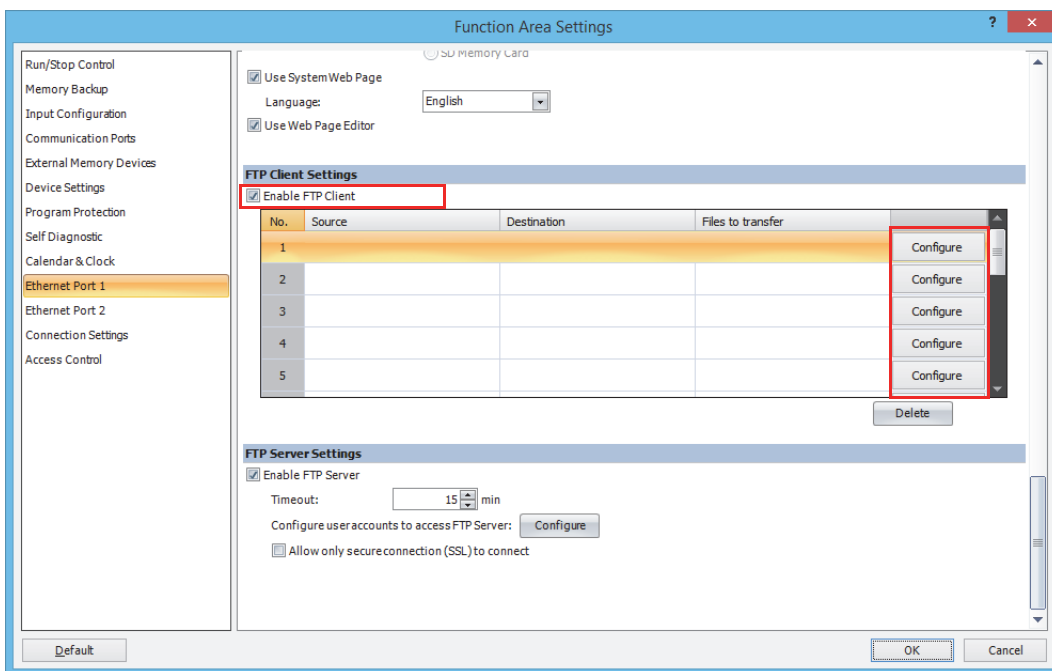 Function Area Settings
?
Run/Stop Control
Memory Backup
Input Configuration
Communication Ports
External Memory Devices
Device Settings
Program Protection
Self Diagnostic
Calendar & Clock
Ethernet Port 1
Ethernet Port 2
Connection Settings
Access Control
SD Memory Card
Use System Web Page
Language: English
Use Web Page Editor
FTP Client Settings
Enable FTP Client
No. Source Destination Files to transfer
1 Configure
2 Configure
3 Configure
4 Configure
5 Configure
Delete
FTP Server Settings
Enable FTP Server
Timeout: 15 min
Configure user accounts to access FTP Server: Configure
Allow only secure connection (SSL) to connect
Default OK Cancel